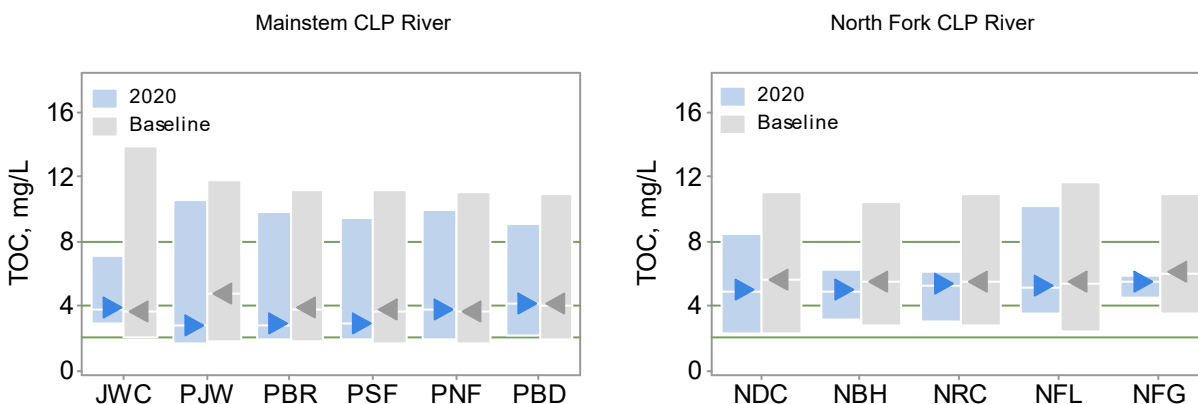 Mainstem CLP River
2020
Baseline
TOC, mg/L
16
12
8
4
0
JWC PJW PBR PSF PNF PBD
North Fork CLP River
2020
Baseline
TOC, mg/L
16
12
8
4
0
NDC NBH NRC NFL NFG